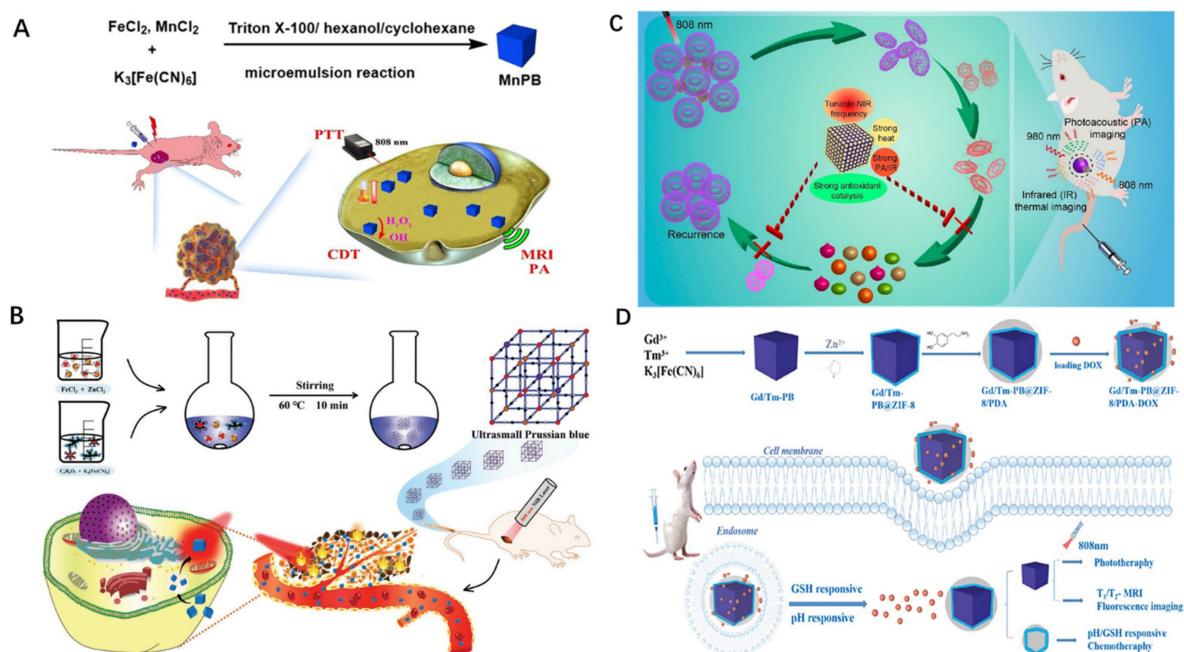 A
FeCl2, MnCl2
+
K3[Fe(CN)6]
Triton X-100/ hexanol/cyclohexane
microemulsion reaction
MnPB
PTT
808 nm
H2O2
OH
CDT
MRI
PA
B
FeCl2 + ZnCl2
Stirring
60 °C 10 min
Ultrasmall Prussian blue
NIR Laser
C
808 nm
Tunable NIR
frequency
Strong
heat
Strong
PA/IR
Strong antioxidant
catalysis
Recurrence
Photoacoustic (PA)
imaging
980 nm
808 nm
Infrared (IR)
thermal imaging
D
Gd³⁺
Tm³⁺
K3[Fe(CN)6]
Gd/Tm-PB
Zn²⁺
Gd/Tm-
PB@ZIF-8
Gd/Tm-PB@ZIF-
8/PDA
loading DOX
Gd/Tm-PB@ZIF-
8/PDA-DOX
Cell membrane
Endosome
GSH responsive
pH responsive
808nm
Phototheraphy
T1/T2- MRI
Fluorescence imaging
pH/GSH responsive
Chemotheraphy